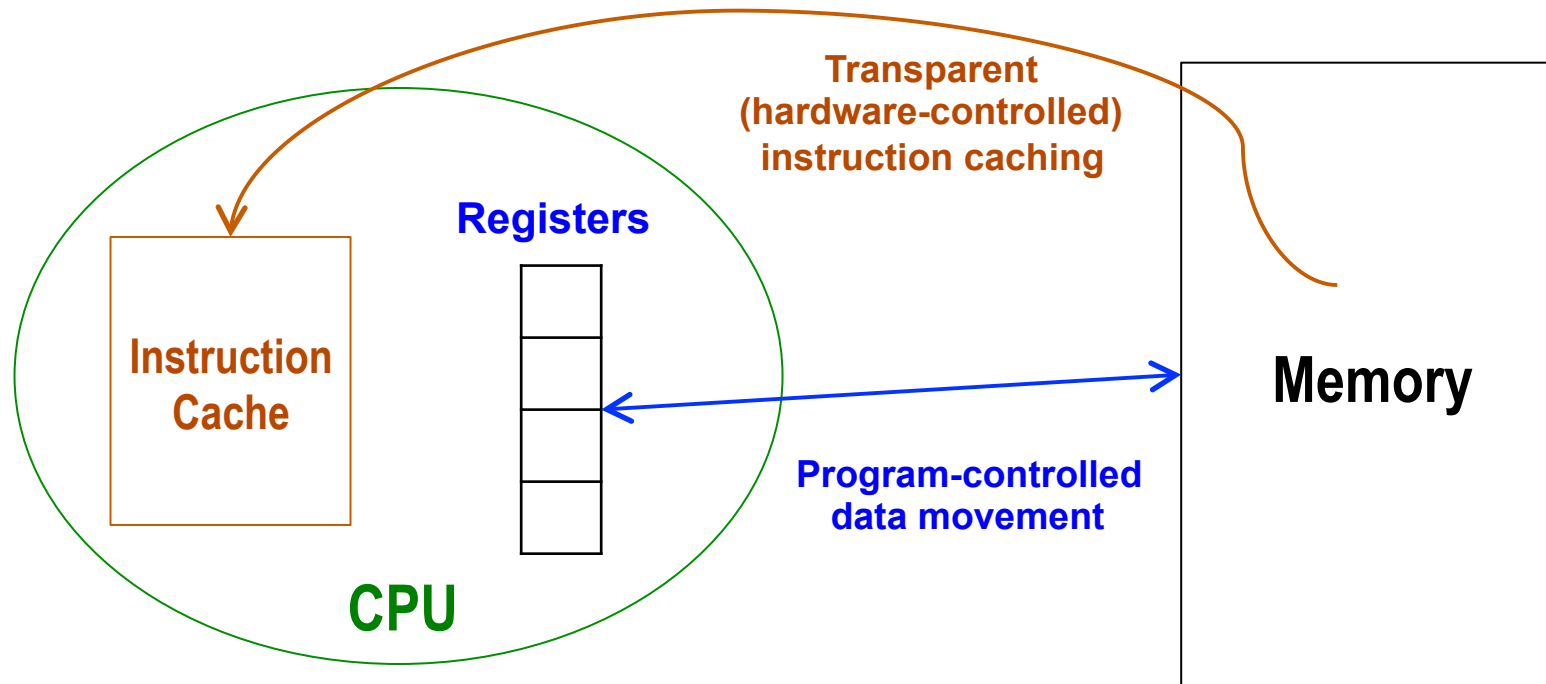 Transparent
(hardware-controlled)
instruction caching
Registers
Instruction
Cache
Memory
Program-controlled
data movement
CPU